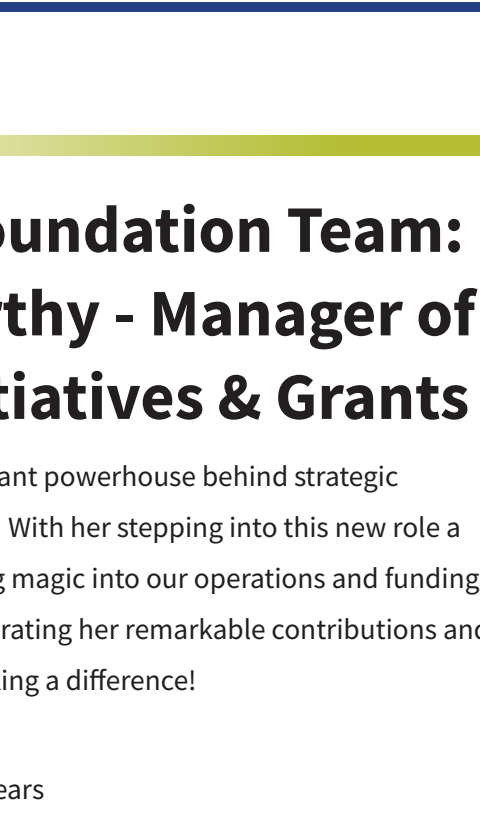 oundation Team:
rthy - Manager of
tiatives & Grants
ant powerhouse behind strategic
With her stepping into this new role a
g magic into our operations and funding
rating her remarkable contributions and
ing a difference!
ears